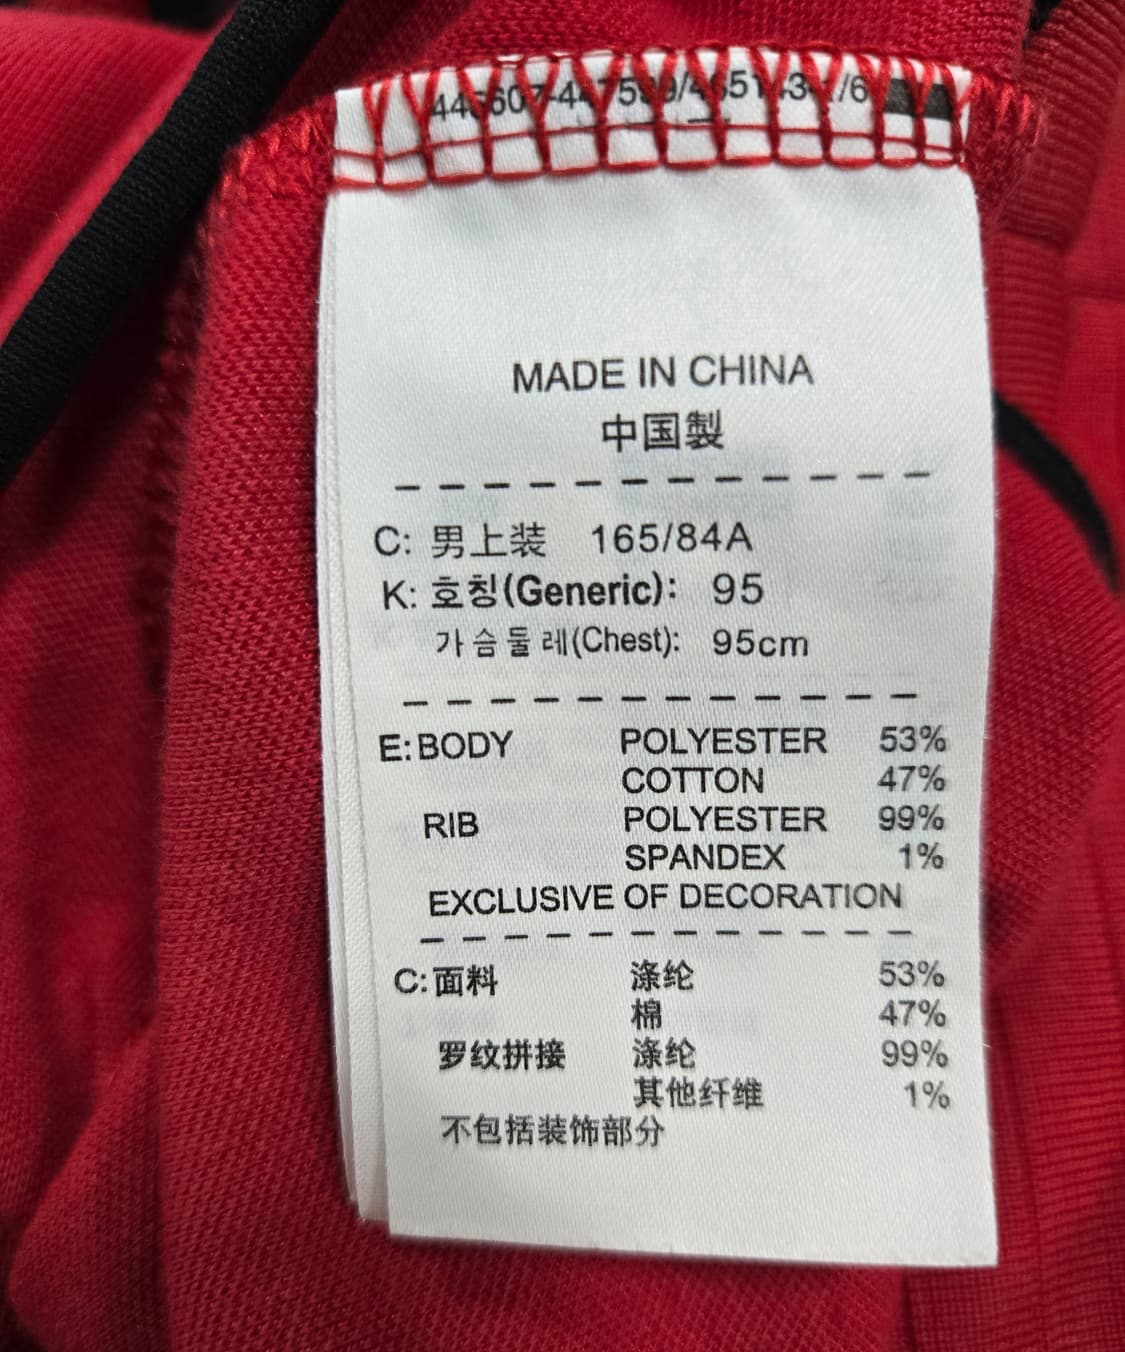 MADE IN CHINA
中国製
C: 男上装 165/84A
K: 호칭(Generic): 95
가슴둘레(Chest): 95cm
E: BODY POLYESTER 53%
COTTON 47%
RIB POLYESTER 99%
SPANDEX 1%
EXCLUSIVE OF DECORATION
C: 面料 涤纶 53%
棉 47%
罗纹拼接 涤纶 99%
其他纤维 1%
不包括装饰部分